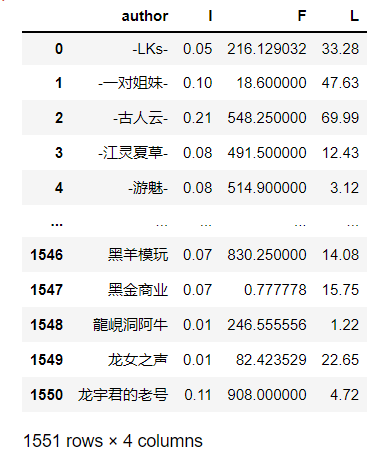 author I F L
0 -LKs- 0.05 216.129032 33.28
1 -一对姐妹- 0.10 18.600000 47.63
2 -古人云- 0.21 548.250000 69.99
3 -江灵夏草- 0.08 491.500000 12.43
4 -游魅- 0.08 514.900000 3.12
... ... ... ... ...
1546 黑羊模玩 0.07 830.250000 14.08
1547 黑金商业 0.07 0.777778 15.75
1548 龍峴洞阿牛 0.01 246.555556 1.22
1549 龙女之声 0.01 82.423529 22.65
1550 龙宇君的老号 0.11 908.000000 4.72
1551 rows × 4 columns